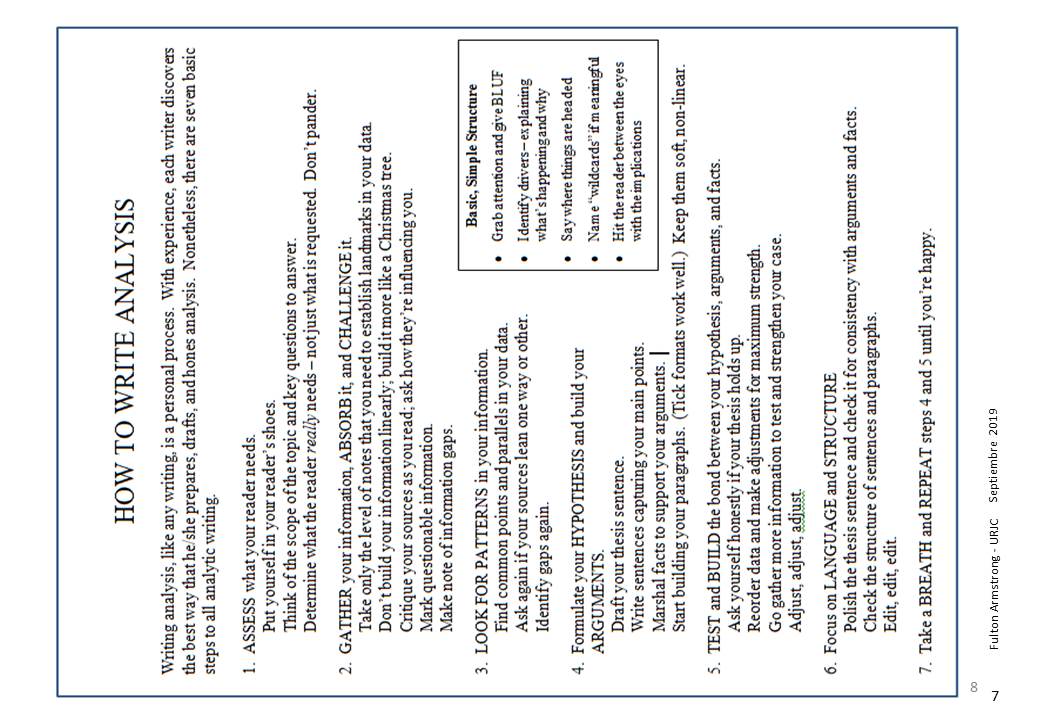 HOW TO WRITE ANALYSIS
Writing analysis, like any writing, is a personal process.  With experience, each writer discovers
the best way that he/she prepares, drafts, and hones analysis.  Nonetheless, there are seven basic
steps to all analytic writing.
1. ASSESS what your reader needs.
Put yourself in your reader's shoes.
Think of the scope of the topic and key questions to answer.
Determine what the reader really needs – not just what is requested.  Don't pander.
2. GATHER your information, ABSORB it, and CHALLENGE it.
Take only the level of notes that you need to establish landmarks in your data.
Don't build your information linearly; build it more like a Christmas tree.
Critique your sources as you read; ask how they're influencing you.
Mark questionable information.
Make note of information gaps.
3. LOOK FOR PATTERNS in your information.
Find common points and parallels in your data.
Ask again if your sources lean one way or other.
Identify gaps again.
4. Formulate your HYPOTHESIS and build your
ARGUMENTS.
Draft your thesis sentence.
Write sentences capturing your main points.
Marshal facts to support your arguments.
Start building your paragraphs.  (Tick formats work well.)  Keep them soft, non-linear.
Basic, Simple Structure
• Grab attention and give BLUF
• Identify drivers – explaining
what's happening and why
• Say where things are headed
• Name "wildcards" if meaningful
• Hit the reader between the eyes
with the implications
5. TEST and BUILD the bond between your hypothesis, arguments, and facts.
Ask yourself honestly if your thesis holds up.
Reorder data and make adjustments for maximum strength.
Go gather more information to test and strengthen your case.
Adjust, adjust, adjust.
6. Focus on LANGUAGE and STRUCTURE
Polish the thesis sentence and check it for consistency with arguments and facts.
Check the structure of sentences and paragraphs.
Edit, edit, edit.
7. Take a BREATH and REPEAT steps 4 and 5 until you're happy.
Fulton Armstrong - URJC    Septiembre 2019
8
7